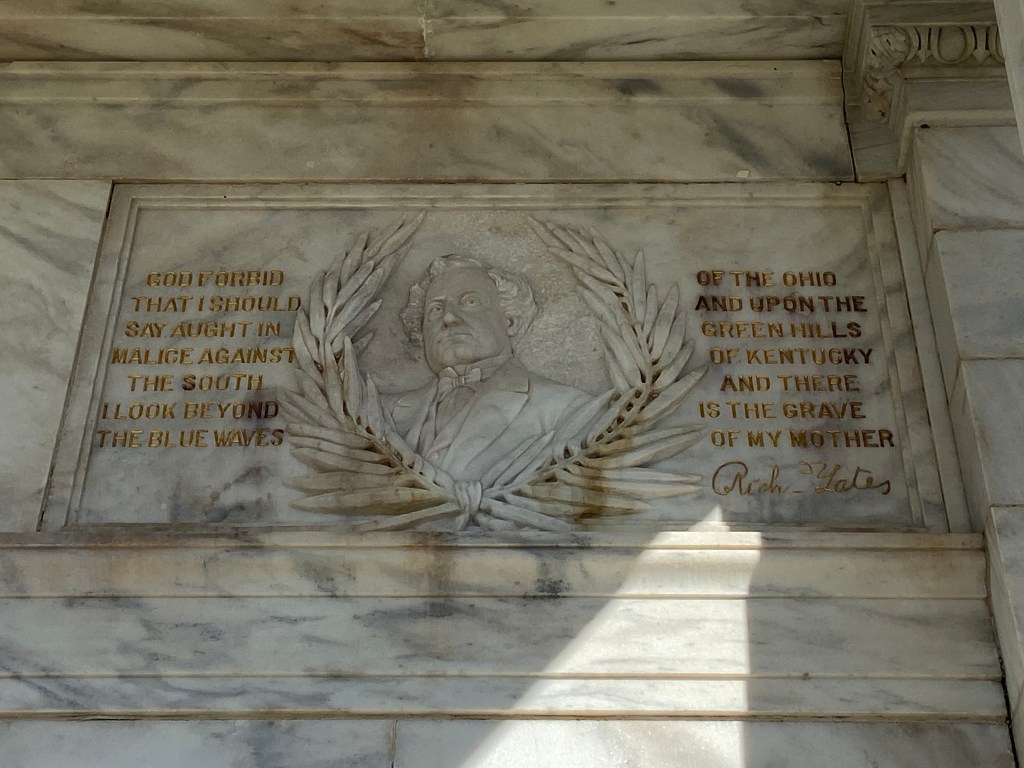 GOD FORBID
THAT I SHOULD
SAY AUGHT IN
MALICE AGAINST
THE SOUTH
I LOOK BEYOND
THE BLUE WAVES
OF THE OHIO
AND UPON THE
GREEN HILLS
OF KENTUCKY
AND THERE
IS THE GRAVE
OF MY MOTHER
Rich- Yates